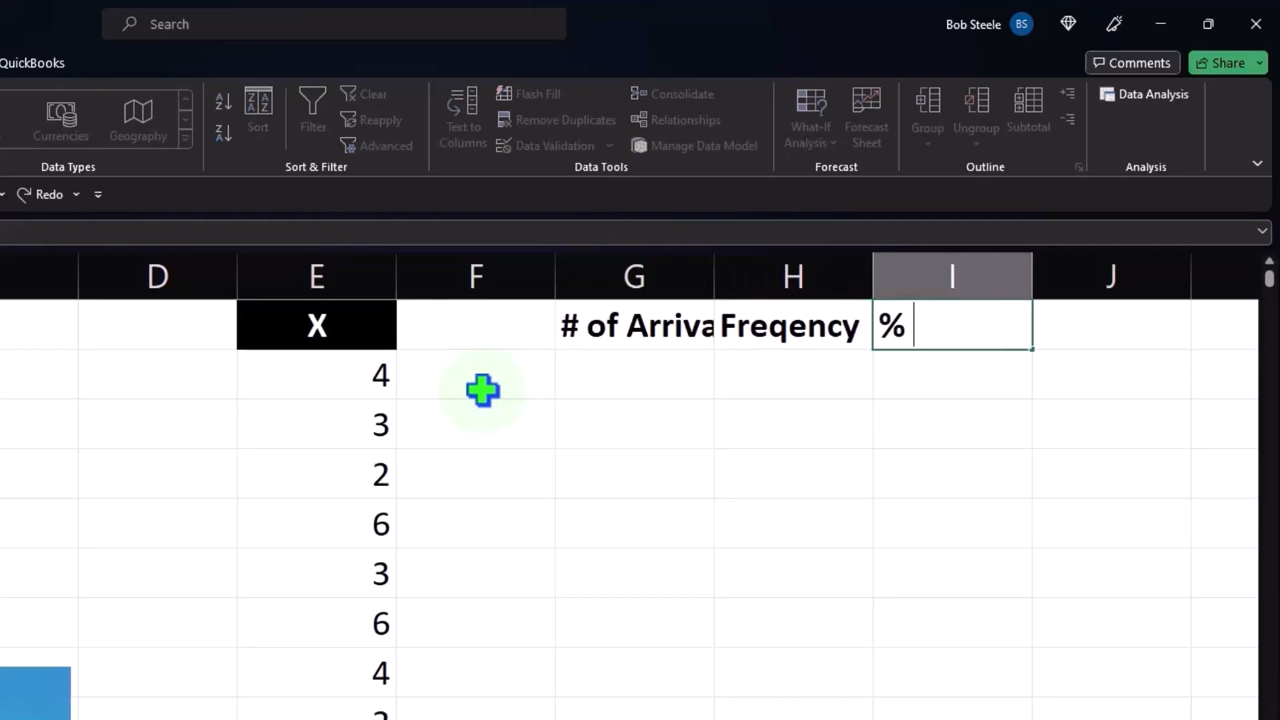 Search
Bob Steele BS
QuickBooks
Comments Share
Currencies Geography
Data Types
Sort Filter Clear Reapply Advanced
Sort & Filter
Text to Columns Flash Fill Remove Duplicates Data Validation Consolidate Relationships Manage Data Model
Data Tools
What-If Analysis Forecast Sheet
Forecast
Group Ungroup Subtotal
Outline
Data Analysis
Analysis
Redo
D E F G H I J
X # of Arriva Freqency %
4
3
2
6
3
6
4